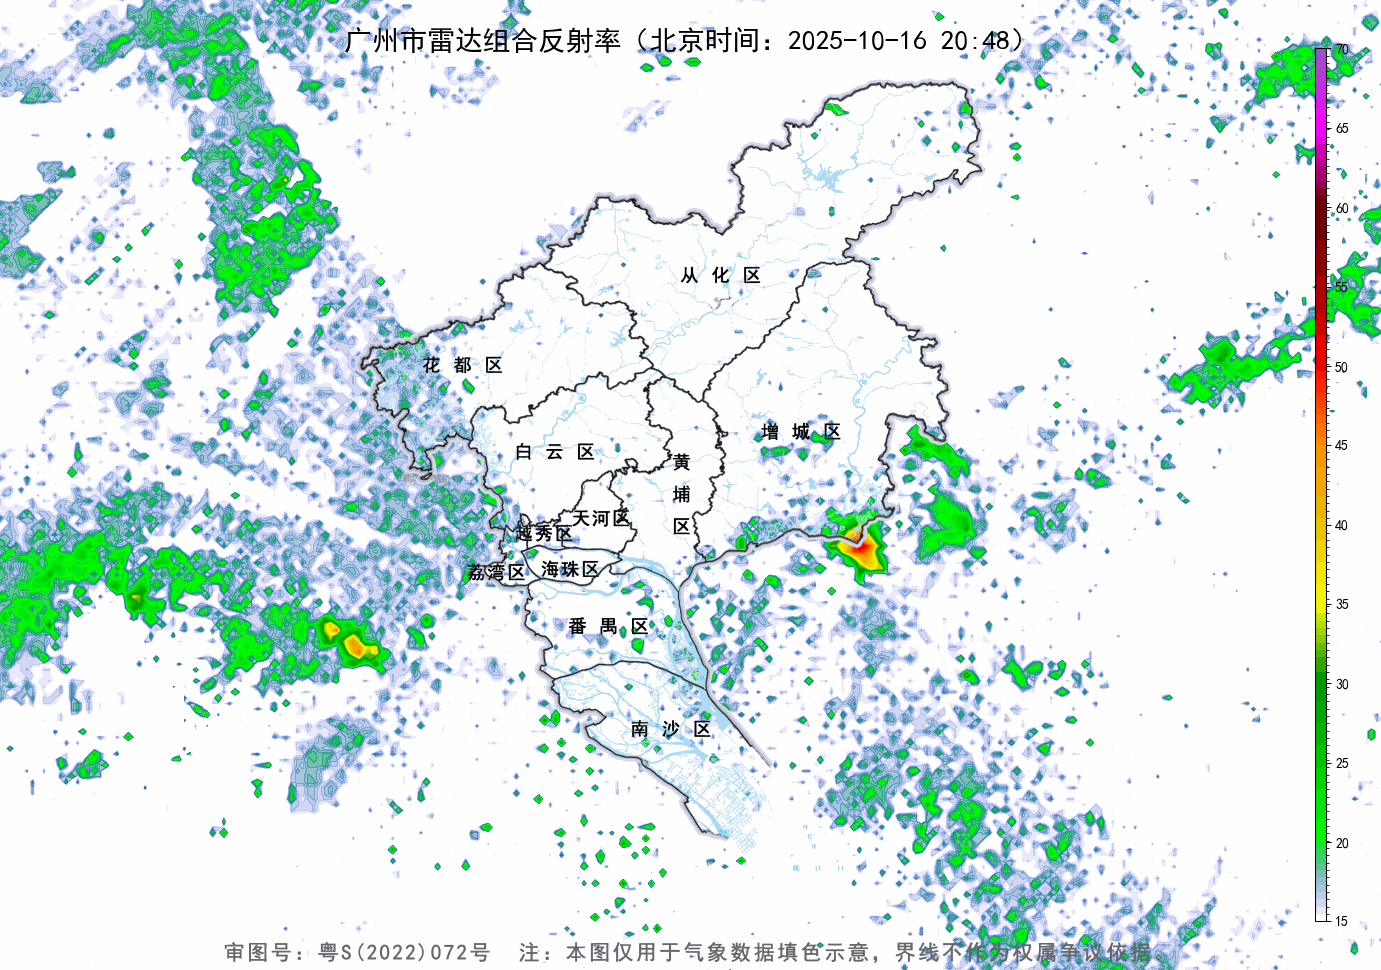 广州市雷达组合反射率（北京时间：2025-10-16 20:48）
70
65
60
55
50
45
40
35
30
25
20
15
从化区
花都区
增城区
白云区
黄埔区
天河区
越秀区
海珠区
荔湾区
番禺区
南沙区
审图号：粤S(2022)072号 注：本图仅用于气象数据填色示意，界线不作为权属争议依据。